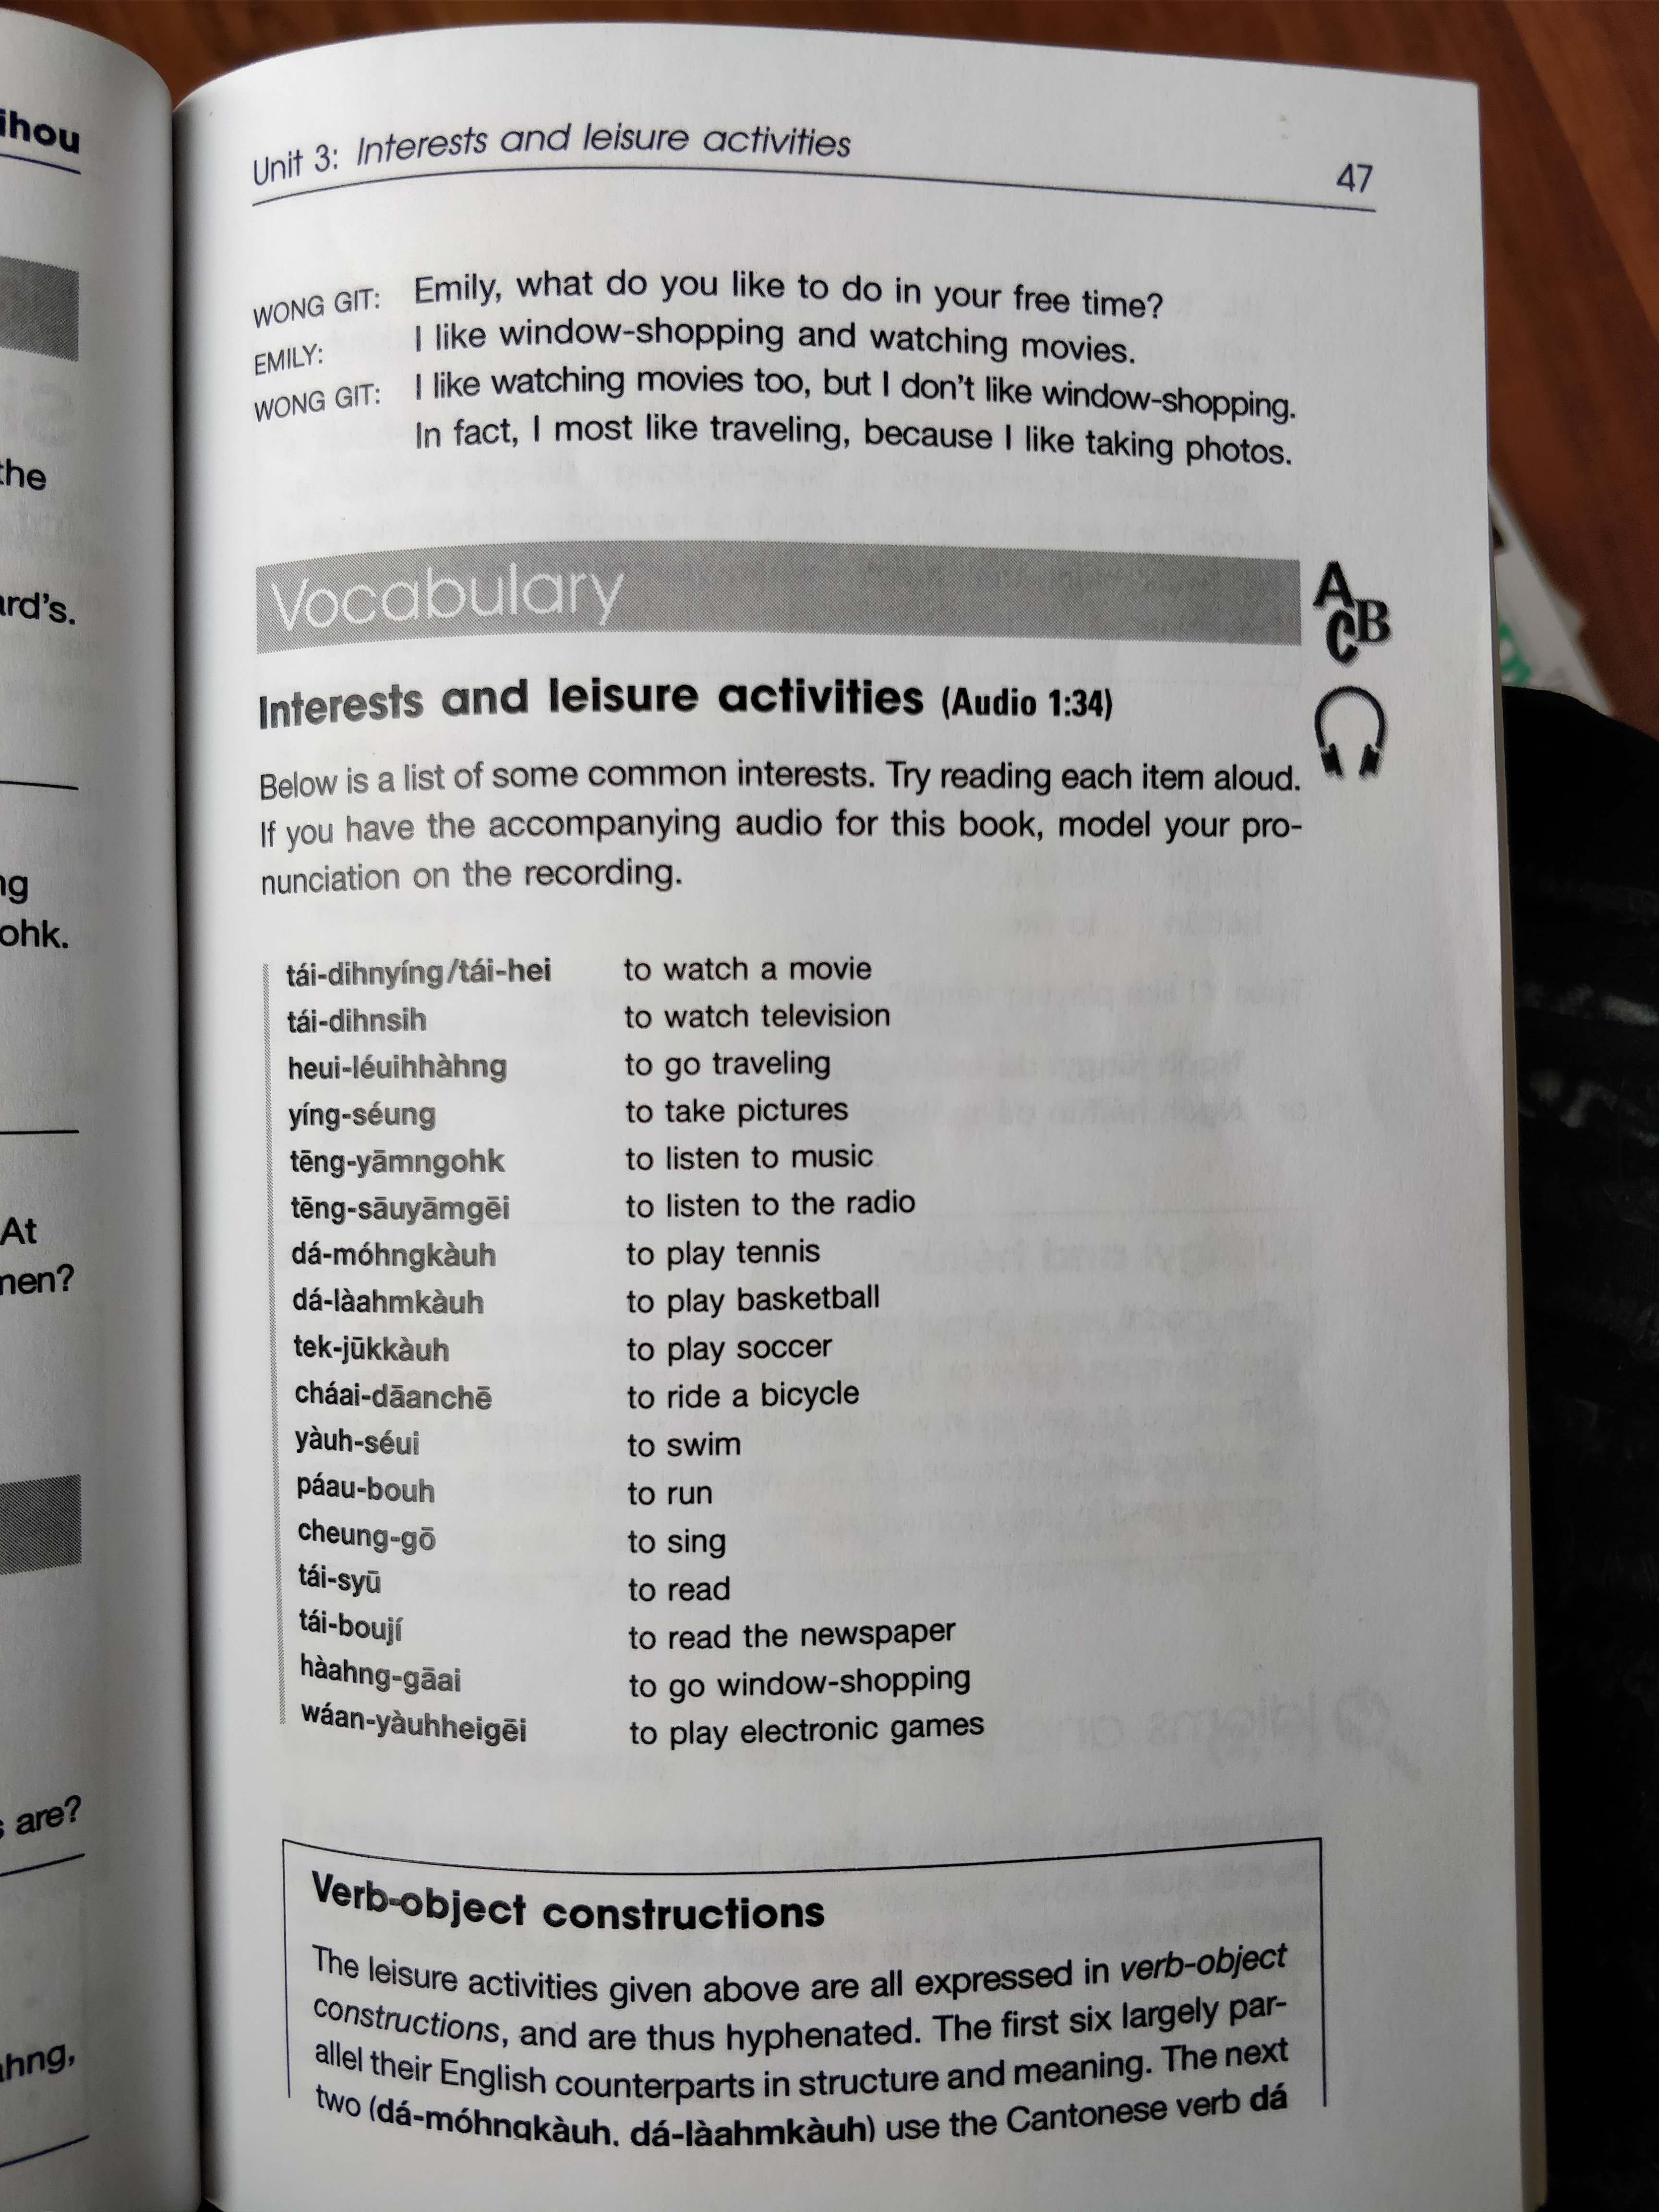 ihou
the
ard's.
ng
ohk.
At
men?
s are?
ahng,
Unit 3: Interests and leisure activities
47
WONG GIT: Emily, what do you like to do in your free time?
EMILY: I like window-shopping and watching movies.
WONG GIT: I like watching movies too, but I don't like window-shopping.
In fact, I most like traveling, because I like taking photos.
Vocabulary
A
B
C
Interests and leisure activities (Audio 1:34)
Below is a list of some common interests. Try reading each item aloud.
If you have the accompanying audio for this book, model your pro-
nunciation on the recording.
tái-dihnyíng/tái-hei to watch a movie
tái-dihnsih to watch television
heui-léuihhàhng to go traveling
yíng-séung to take pictures
tēng-yāmngohk to listen to music
tēng-sāuyāmgēi to listen to the radio
dá-móhngkàuh to play tennis
dá-làahmkàuh to play basketball
tek-jūkkàuh to play soccer
cháai-dāanchē to ride a bicycle
yàuh-séui to swim
páau-bouh to run
cheung-gō to sing
tái-syū to read
tái-boují to read the newspaper
hàahng-gāai to go window-shopping
wáan-yàuhheigēi to play electronic games
Verb-object constructions
The leisure activities given above are all expressed in verb-object
constructions, and are thus hyphenated. The first six largely par-
allel their English counterparts in structure and meaning. The next
two (dá-móhngkàuh, dá-làahmkàuh) use the Cantonese verb dá